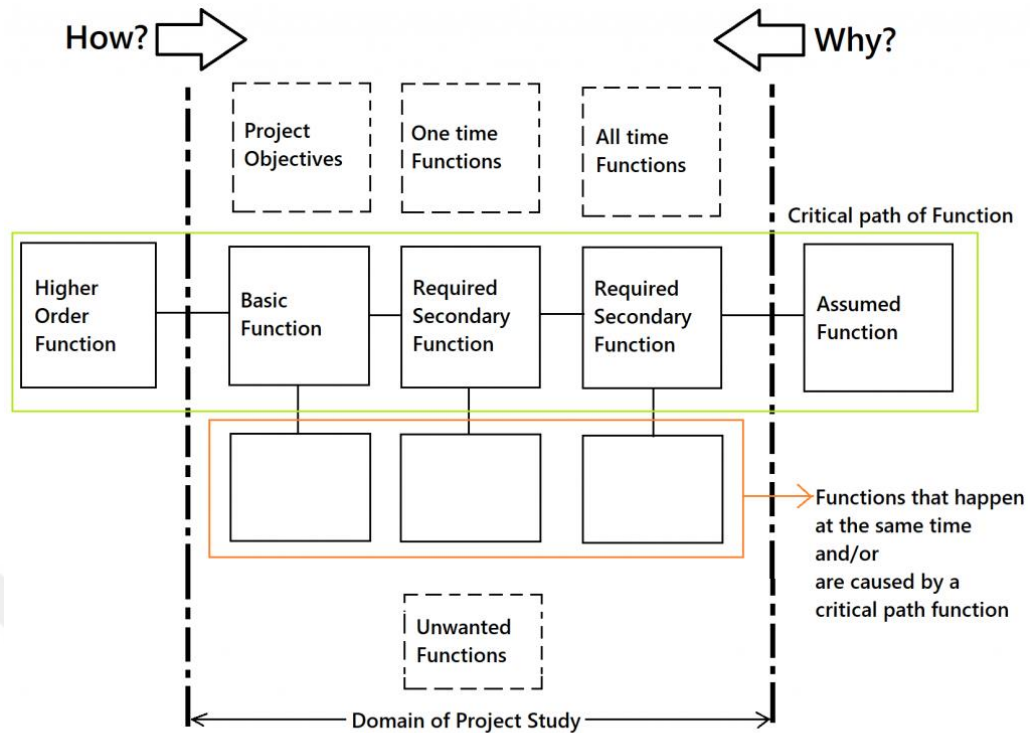 How?
Why?
Project
Objectives
One time
Functions
All time
Functions
Critical path of Function
Higher
Order
Function
Basic
Function
Required
Secondary
Function
Required
Secondary
Function
Assumed
Function
Functions that happen
at the same time
and/or
are caused by a
critical path function
Unwanted
Functions
Domain of Project Study